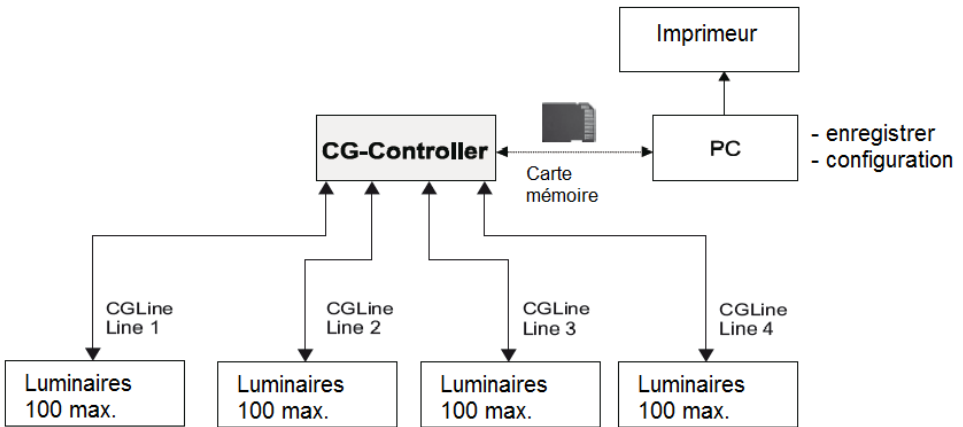 Imprimeur
CG-Controller
Carte
mémoire
PC
- enregistrer
- configuration
CGLine
Line 1
CGLine
Line 2
CGLine
Line 3
CGLine
Line 4
Luminaires
100 max.
Luminaires
100 max.
Luminaires
100 max.
Luminaires
100 max.